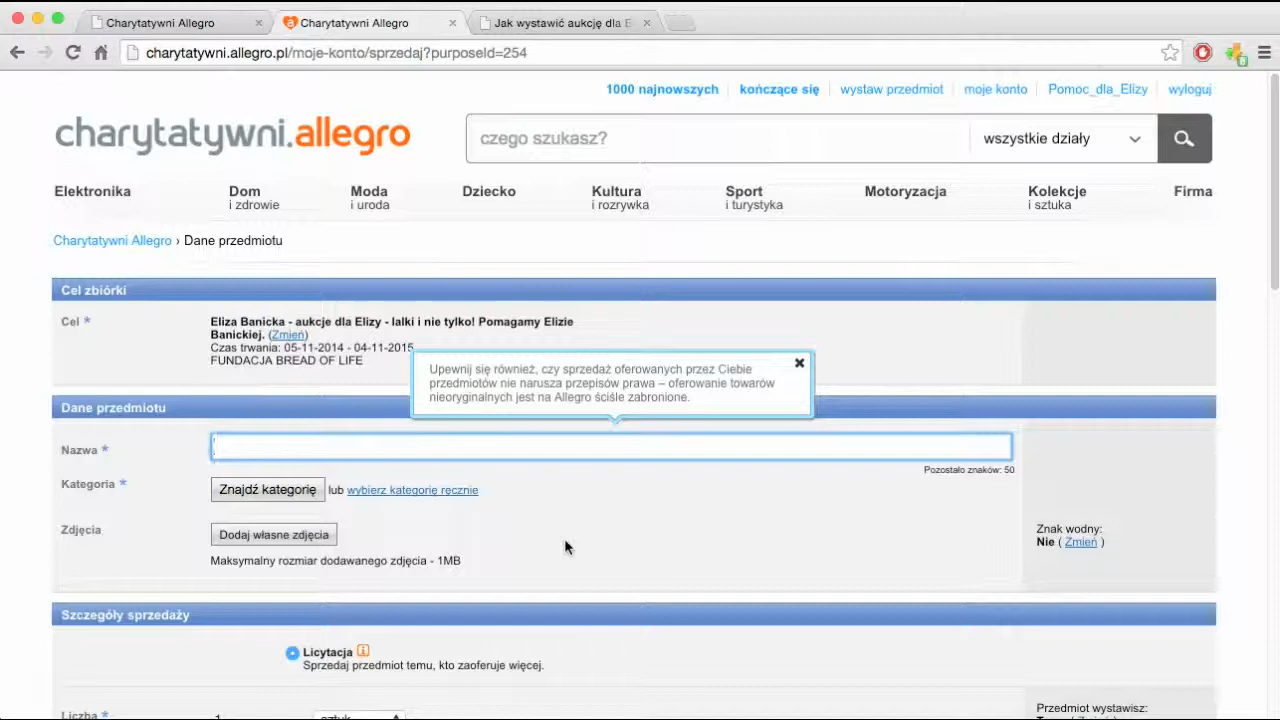 Charytatywni Allegro
Charytatywni Allegro
Jak wystawić aukcję dla E
charytatywni.allegro.pl/moje-konto/sprzedaj?purposeId=254
1000 najnowszych
kończące się
wystaw przedmiot
moje konto
Pomoc_dla_Elizy
wyloguj
charytatywni.allegro
czego szukasz?
wszystkie działy
Elektronika
Dom
i zdrowie
Moda
i uroda
Dziecko
Kultura
i rozrywka
Sport
i turystyka
Motoryzacja
Kolekcje
i sztuka
Firma
Charytatywni Allegro › Dane przedmiotu
Cel zbiórki
Cel *
Eliza Banicka - aukcje dla Elizy - lalki i nie tylko! Pomagamy Elizie
Banickiej. (Zmień)
Czas trwania: 05-11-2014 - 04-11-2015
FUNDACJA BREAD OF LIFE
Upewnij się również, czy sprzedaż oferowanych przez Ciebie
przedmiotów nie narusza przepisów prawa – oferowanie towarów
nieoryginalnych jest na Allegro ściśle zabronione.
Dane przedmiotu
Nazwa *
Pozostało znaków: 50
Kategoria *
Znajdź kategorię lub wybierz kategorię ręcznie
Zdjęcia
Dodaj własne zdjęcia
Maksymalny rozmiar dodawanego zdjęcia - 1MB
Znak wodny:
Nie ( Zmień )
Szczegóły sprzedaży
Licytacja
Sprzedaj przedmiot temu, kto zaoferuje więcej.
Liczba *
1
sztuk
Przedmiot wystawisz: